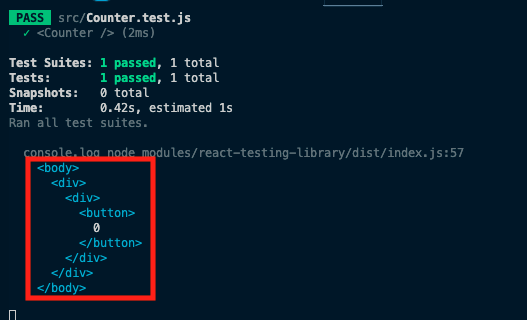 PASS src/Counter.test.js
✓ <Counter /> (2ms)
Test Suites: 1 passed, 1 total
Tests: 1 passed, 1 total
Snapshots: 0 total
Time: 0.42s, estimated 1s
Ran all test suites.
console.log node_modules/react-testing-library/dist/index.js:57
<body>
<div>
<div>
<button>
0
</button>
</div>
</div>
</body>